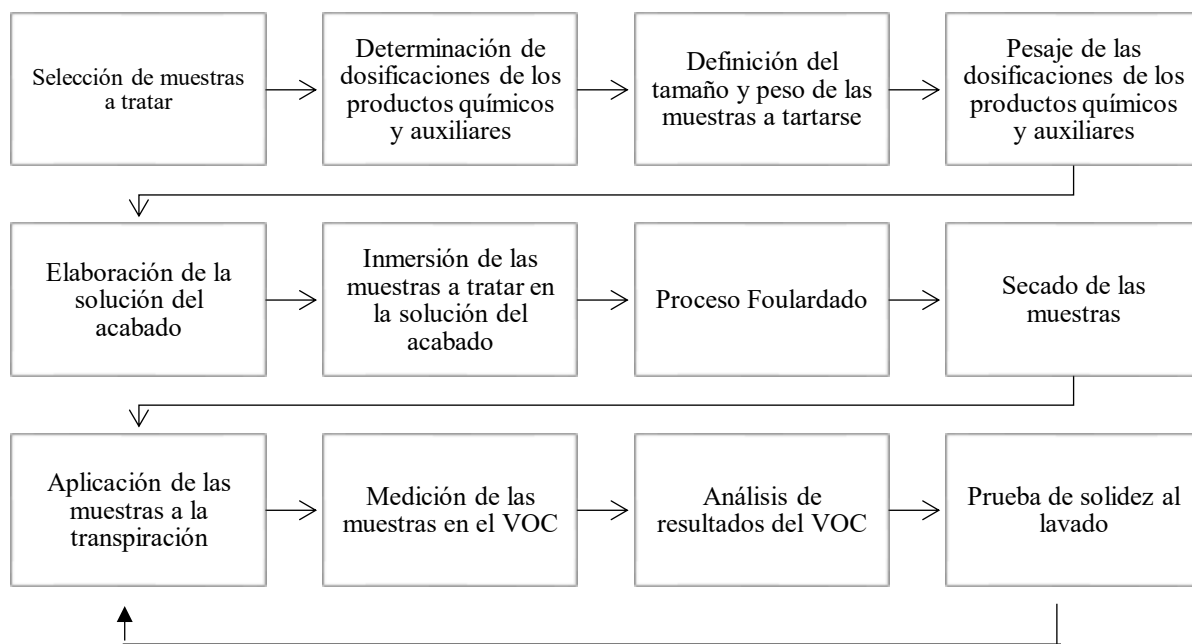 Selección de muestras
a tratar
Determinación de
dosificaciones de los
productos químicos
y auxiliares
Definición del
tamaño y peso de las
muestras a tartarse
Pesaje de las
dosificaciones de los
productos químicos
y auxiliares
Elaboración de la
solución del
acabado
Inmersión de las
muestras a tratar en
la solución del
acabado
Proceso Foulardado
Secado de las
muestras
Aplicación de las
muestras a la
transpiración
Medición de las
muestras en el VOC
Análisis de
resultados del VOC
Prueba de solidez al
lavado